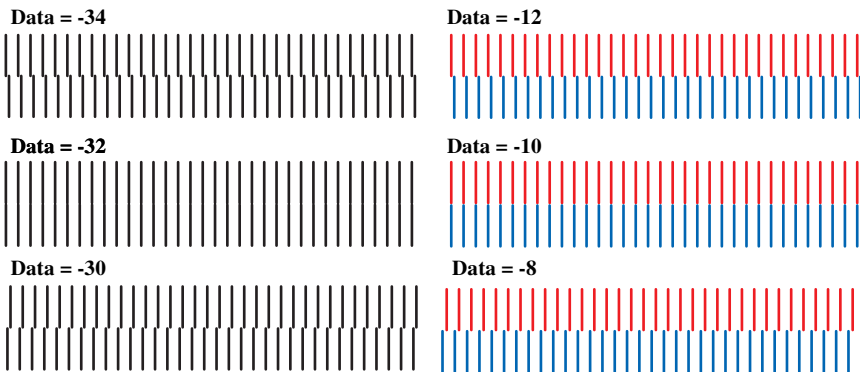 Data = -34
Data = -12
Data = -32
Data = -10
Data = -30
Data = -8